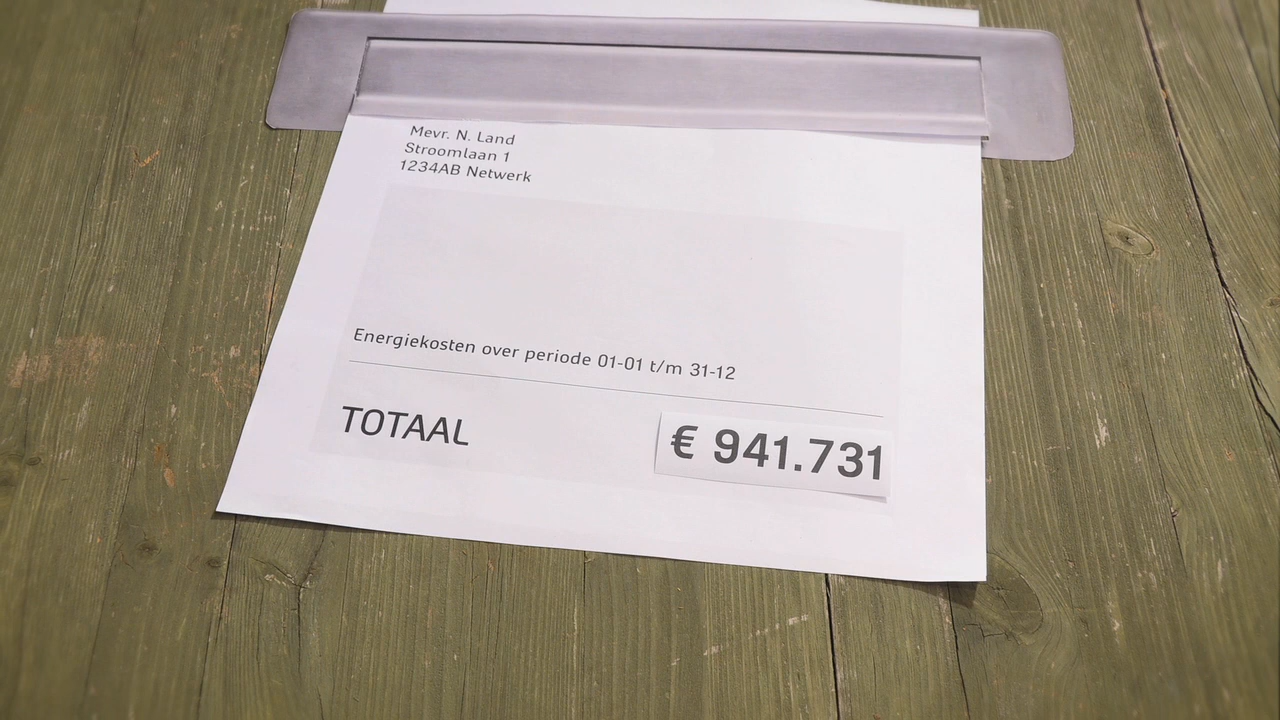 Mevr. N. Land
Stroomlaan 1
1234AB Netwerk
Energiekosten over periode 01-01 t/m 31-12
TOTAAL € 941.731